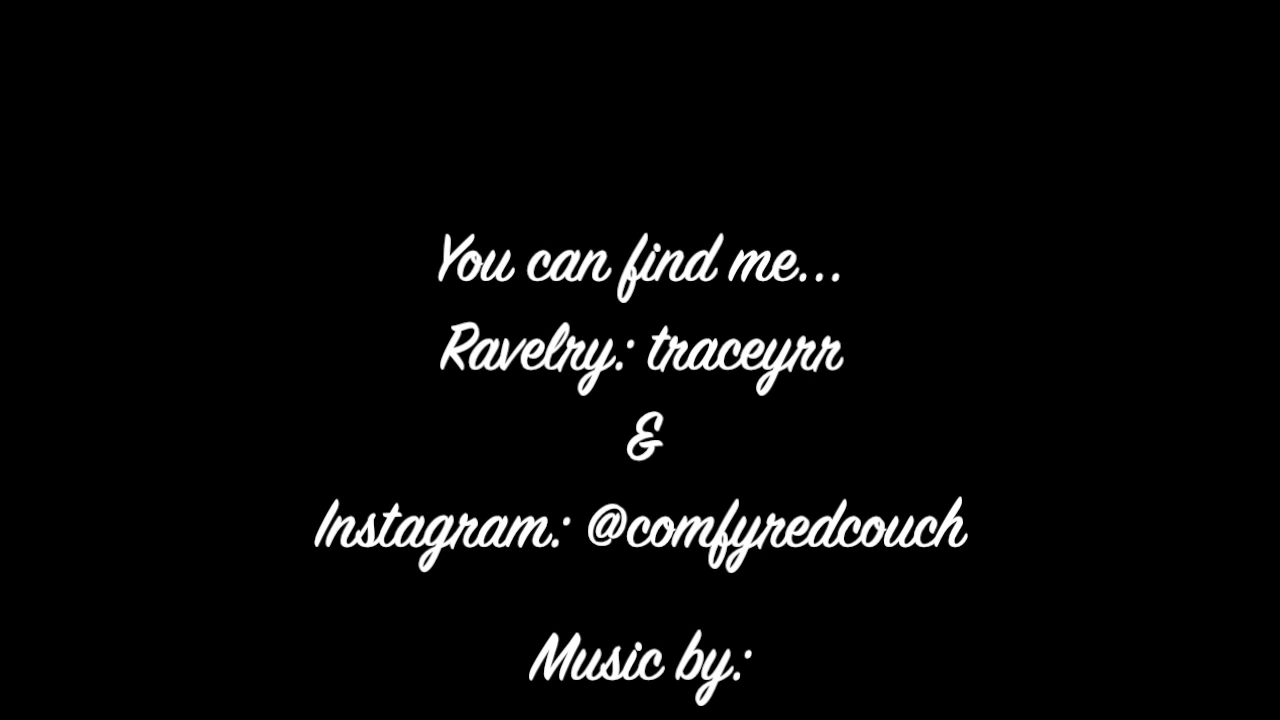 You can find me...
Ravelry: traceyrr
&
Instagram: @comfyredcouch
Music by: